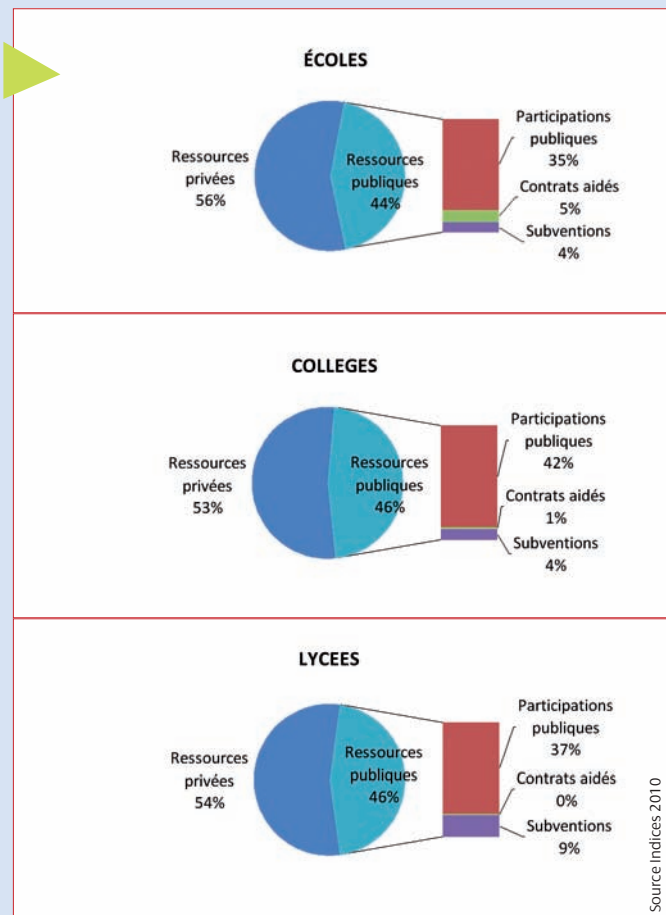 ÉCOLES
Ressources
privées
56%
Ressources
publiques
44%
Participations
publiques
35%
Contrats aidés
5%
Subventions
4%
COLLEGES
Ressources
privées
53%
Ressources
publiques
46%
Participations
publiques
42%
Contrats aidés
1%
Subventions
4%
LYCEES
Ressources
privées
54%
Ressources
publiques
46%
Participations
publiques
37%
Contrats aidés
0%
Subventions
9%
Source Indices 2010